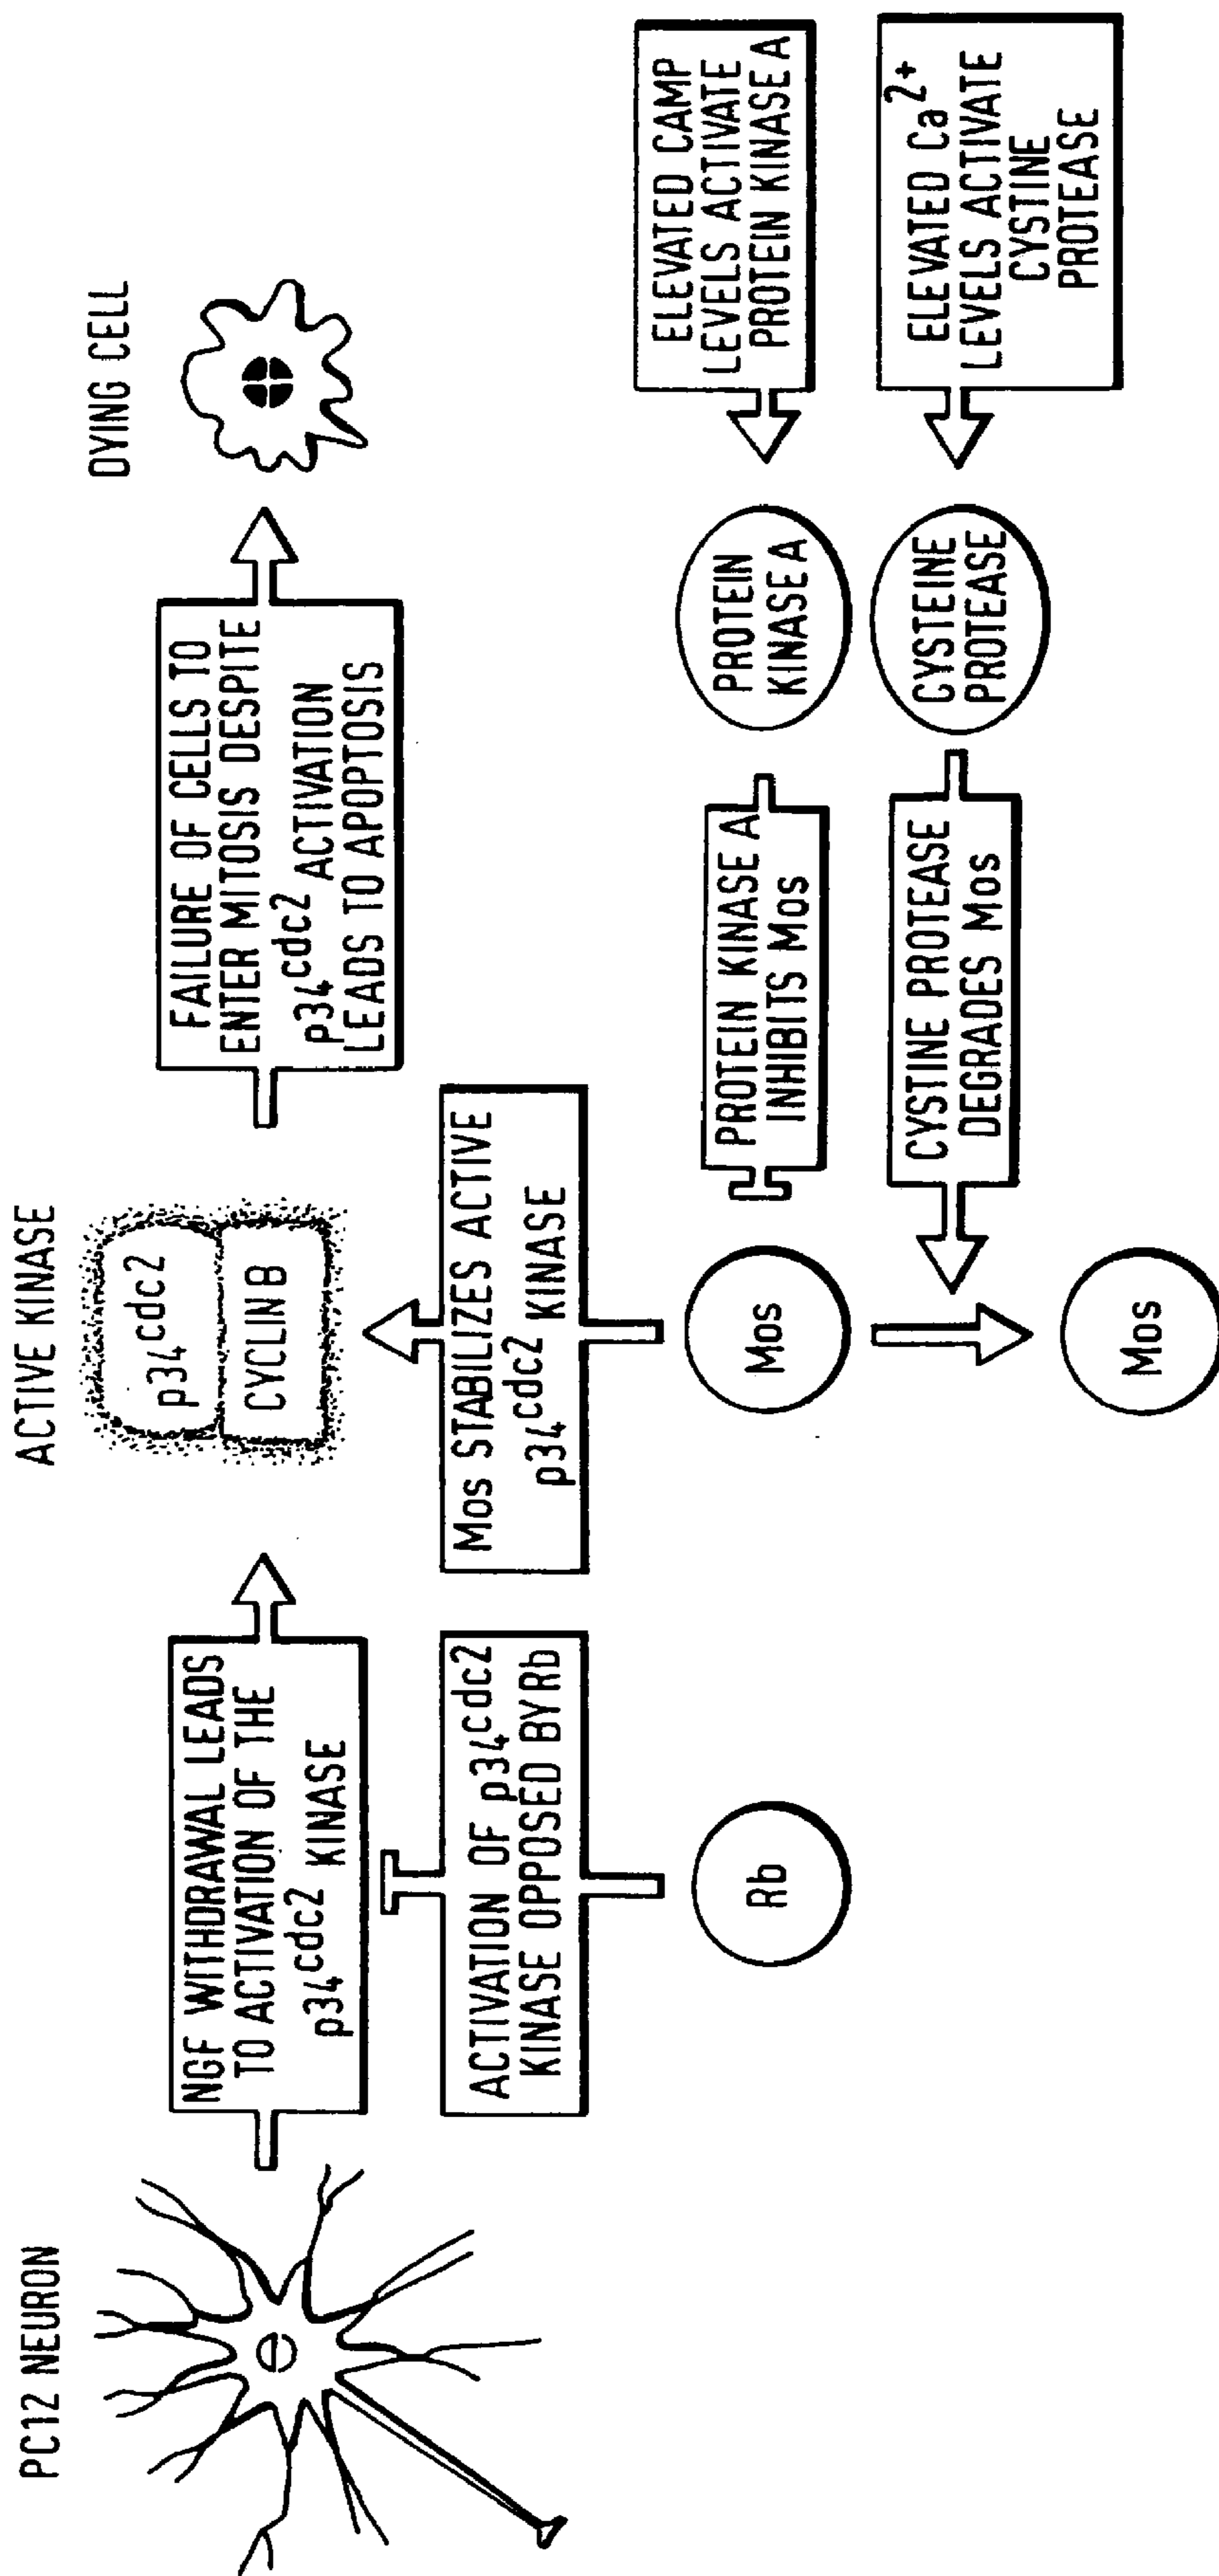 PC12 NEURON
NGF WITHDRAWAL LEADS
TO ACTIVATION OF THE
p34cdc2 KINASE
ACTIVE KINASE
p34cdc2
CYCLIN B
FAILURE OF CELLS TO
ENTER MITOSIS DESPITE
p34cdc2 ACTIVATION
LEADS TO APOPTOSIS
DYING CELL
ACTIVATION OF p34cdc2
KINASE OPPOSED BY Rb
Mos STABILIZES ACTIVE
p34cdc2 KINASE
Rb
Mos
PROTEIN KINASE A
INHIBITS Mos
PROTEIN
KINASE A
ELEVATED CAMP
LEVELS ACTIVATE
PROTEIN KINASE A
CYSTINE PROTEASE
DEGRADES Mos
CYSTEINE
PROTEASE
ELEVATED Ca2+
LEVELS ACTIVATE
CYSTINE
PROTEASE
Mos